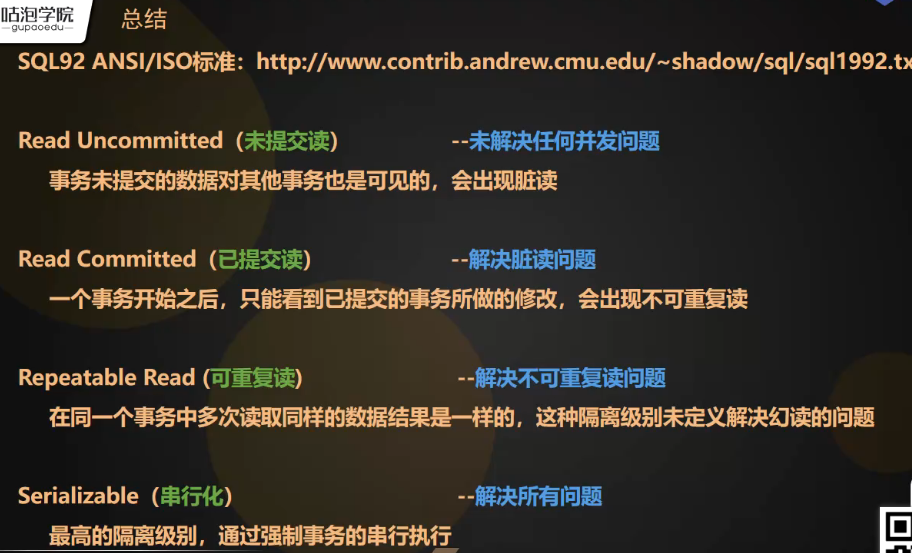 咕泡学院
gupaoedu
总结
SQL92 ANSI/ISO标准：http://www.contrib.andrew.cmu.edu/~shadow/sql/sql1992.tx
Read Uncommitted（未提交读） --未解决任何并发问题
事务未提交的数据对其他事务也是可见的，会出现脏读
Read Committed（已提交读） --解决脏读问题
一个事务开始之后，只能看到已提交的事务所做的修改，会出现不可重复读
Repeatable Read (可重复读) --解决不可重复读问题
在同一个事务中多次读取同样的数据结果是一样的，这种隔离级别未定义解决幻读的问题
Serializable（串行化） --解决所有问题
最高的隔离级别，通过强制事务的串行执行